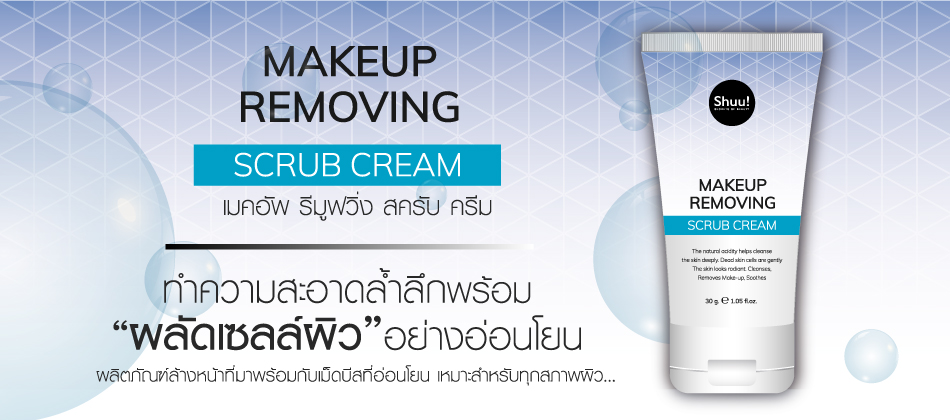 MAKEUP
REMOVING
SCRUB CREAM
เมคอัพ รีมูฟวิ่ง สครับ ครีม
ทำความสะอาดล้ำลึกพร้อม
“ผลัดเซลล์ผิว”อย่างอ่อนโยน
ผลิตภัณฑ์ล้างหน้าที่มาพร้อมกับเม็ดบีสที่อ่อนโยน เหมาะสำหรับทุกสภาพผิว...
Shuu!
MAKEUP
REMOVING
SCRUB CREAM
The natural acidity helps cleanse
the skin deeply. Dead skin cells are gently
The skin looks radiant. Cleanses,
Removes Make-up, Soothes
30 g. ℮ 1.05 fl.oz.